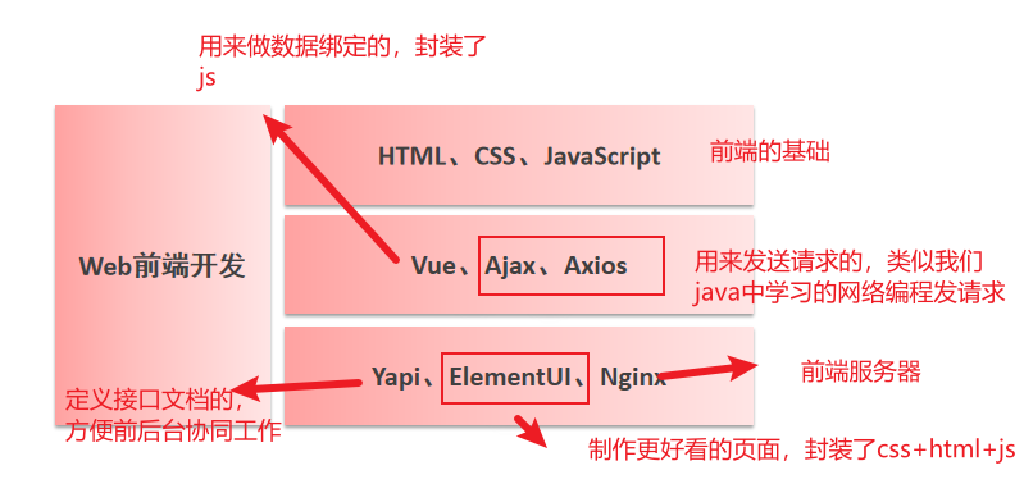 用来做数据绑定的，封装了
js
HTML、CSS、JavaScript
前端的基础
Web前端开发
Vue、Ajax、Axios
用来发送请求的，类似我们
java中学习的网络编程发请求
Yapi、ElementUI、Nginx
前端服务器
定义接口文档的，
方便前后台协同工作
制作更好看的页面，封装了css+html+js